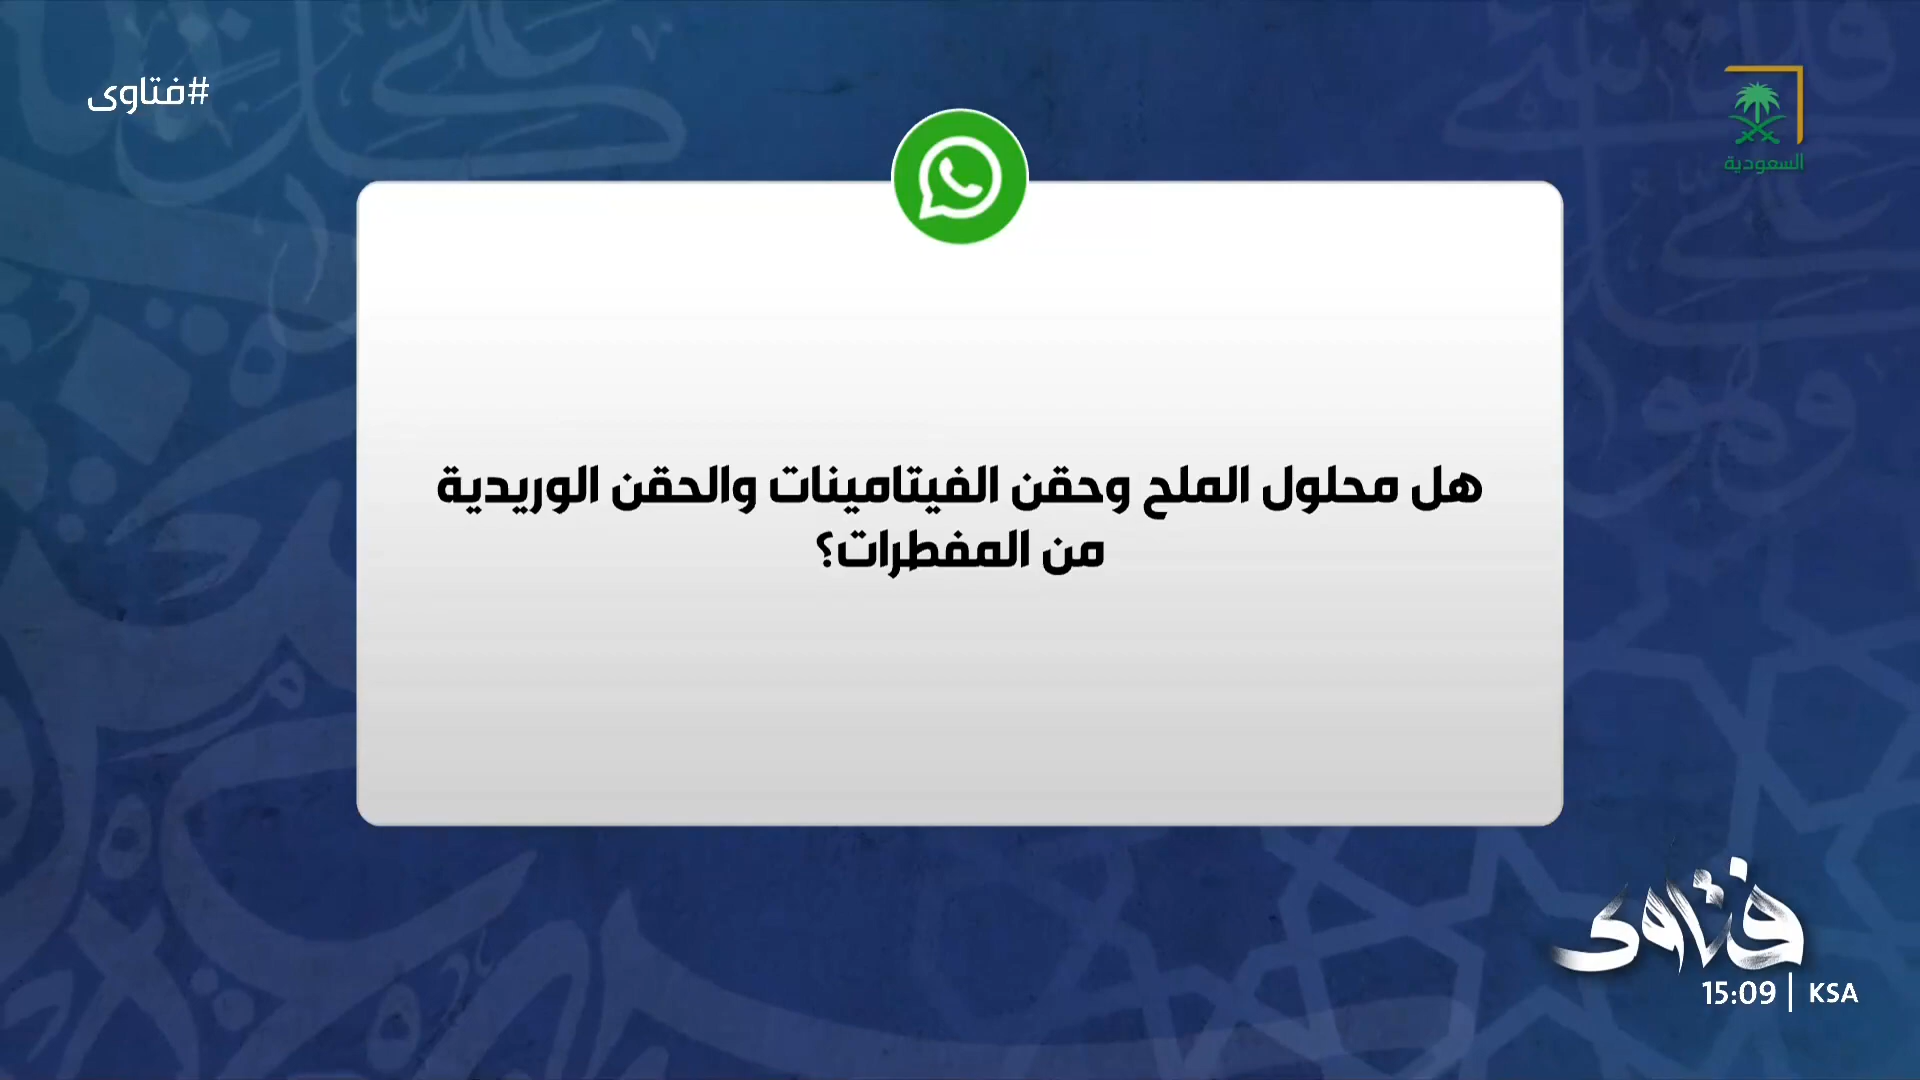 #فتاوى
السعودية
هل محلول الملح وحقن الفيتامينات والحقن الوريدية
من المفطرات؟
فتاوى
15:09 | KSA